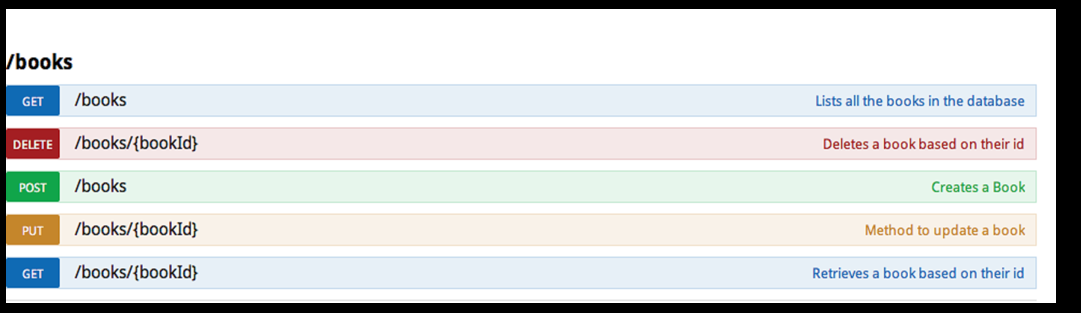 /books
GET /books Lists all the books in the database
DELETE /books/{bookId} Deletes a book based on their id
POST /books Creates a Book
PUT /books/{bookId} Method to update a book
GET /books/{bookId} Retrieves a book based on their id